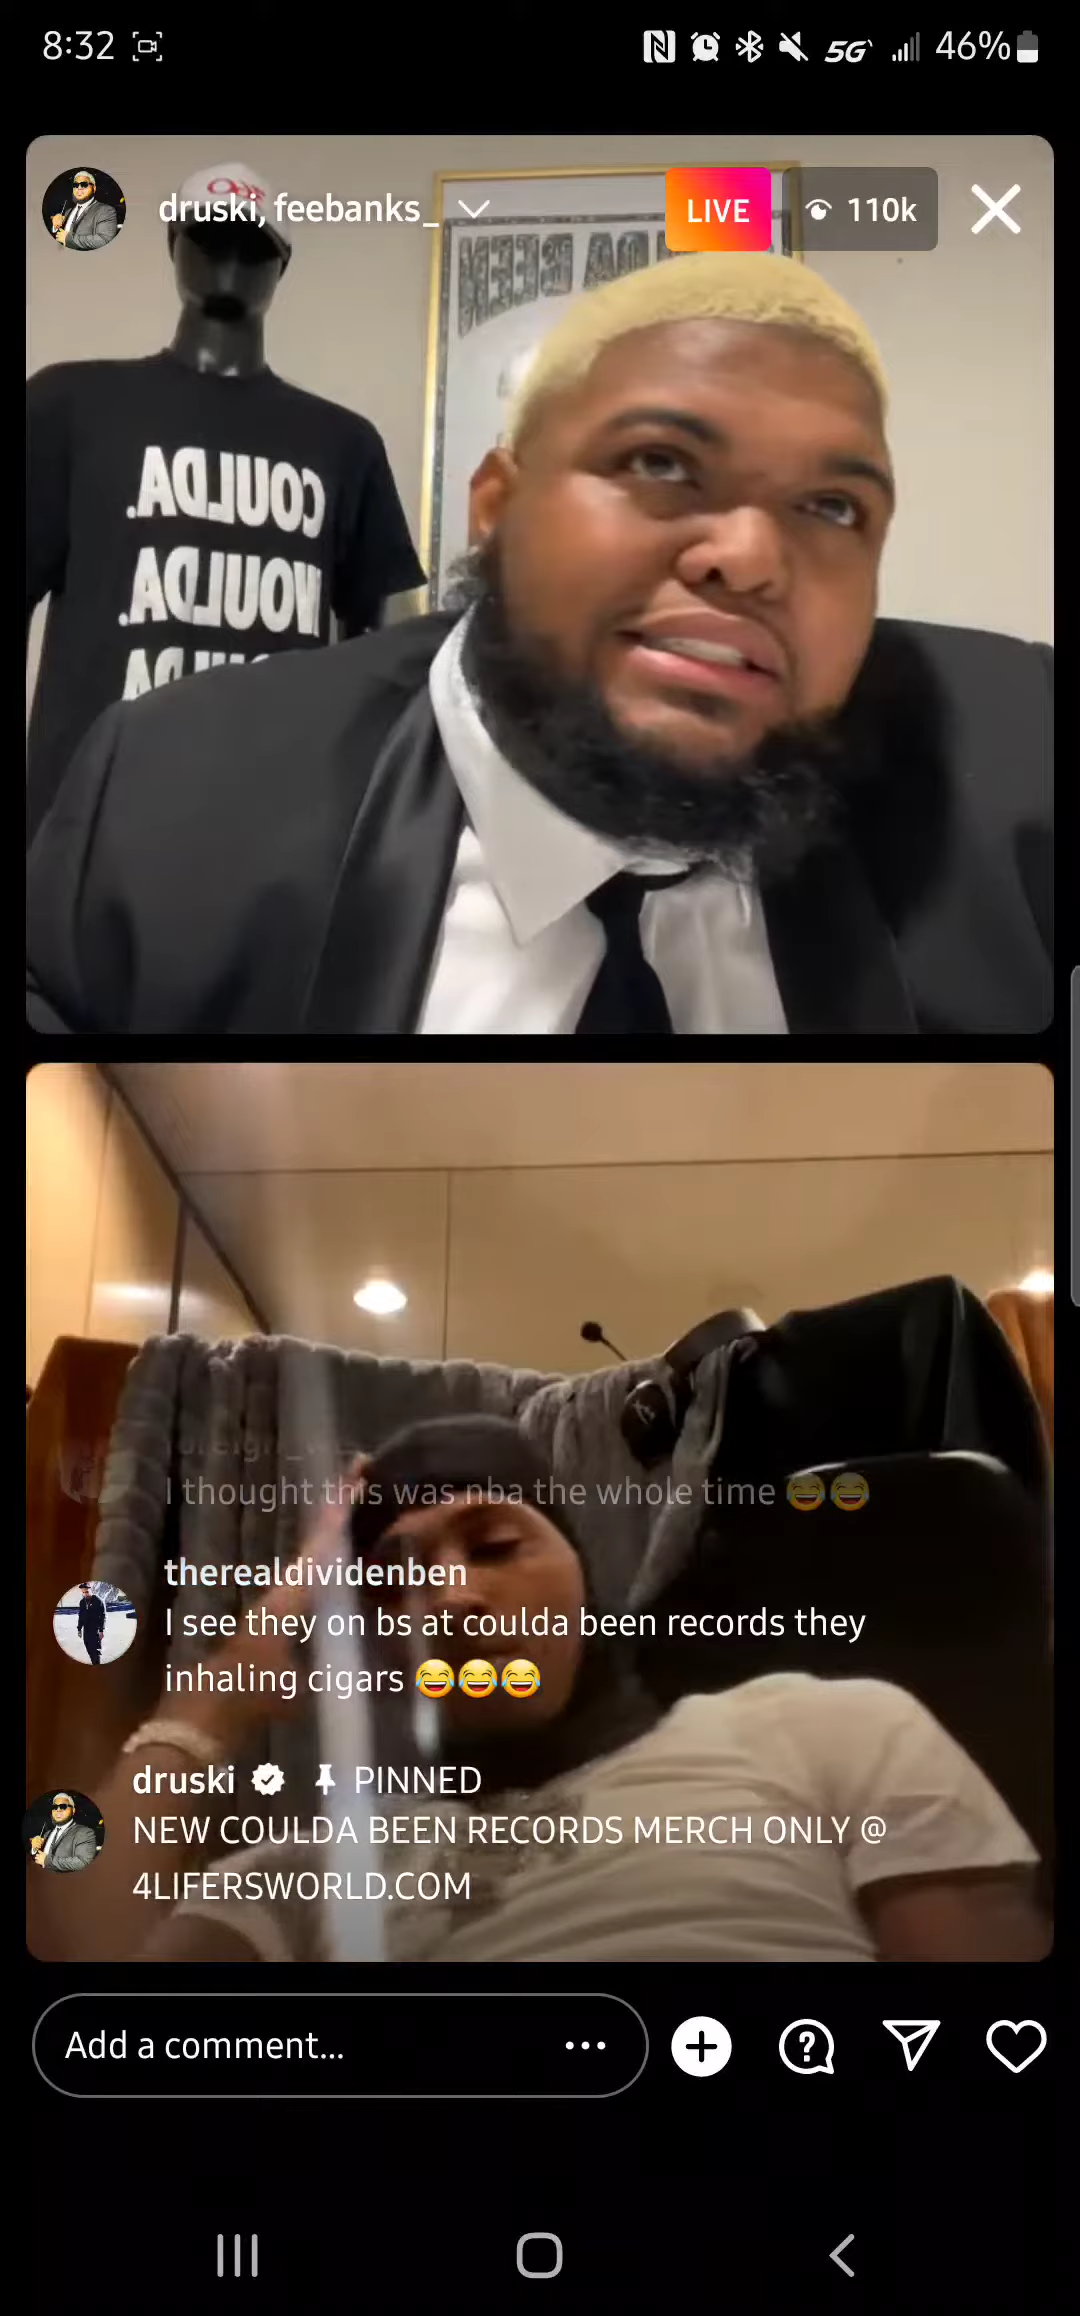 8:32
5G
46%
druski, feebanks_
LIVE
110k
BEEN
COULDA.
WOULDA.
I thought this was nba the whole time 😂😂
therealdividenben
I see they on bs at coulda been records they
inhaling cigars 😂😂😂
druski PINNED
NEW COULDA BEEN RECORDS MERCH ONLY @
4LIFERSWORLD.COM
Add a comment...